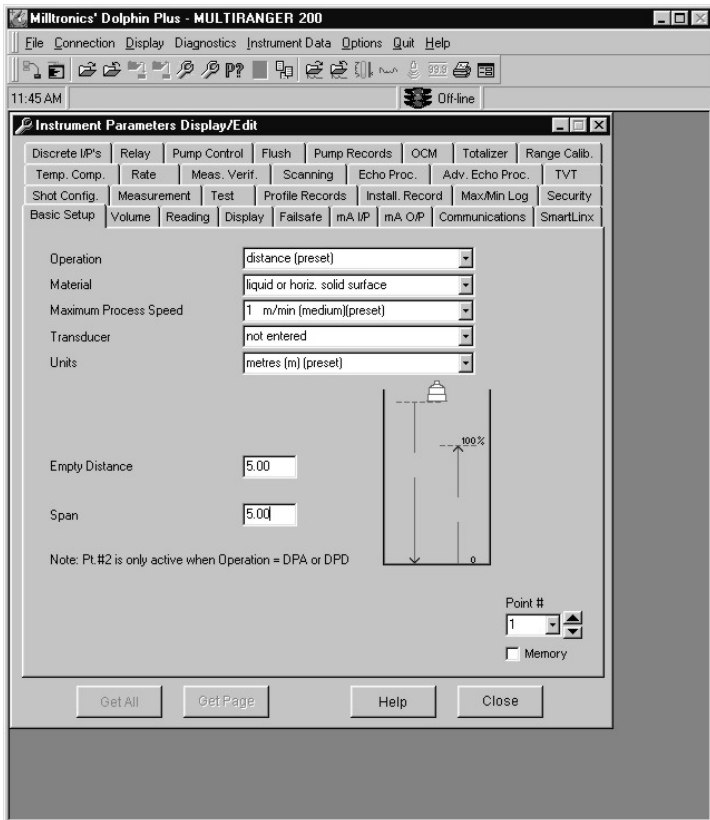 Milltronics' Dolphin Plus - MULTIRANGER 200
File Connection Display Diagnostics Instrument Data Options Quit Help
P? 99.9
11:45 AM Off-line
Instrument Parameters Display/Edit
Discrete I/P's Relay Pump Control Flush Pump Records OCM Totalizer Range Calib.
Temp. Comp. Rate Meas. Verif. Scanning Echo Proc. Adv. Echo Proc. TVT
Shot Config. Measurement Test Profile Records Install. Record Max/Min Log Security
Basic Setup Volume Reading Display Failsafe mA I/P mA O/P Communications SmartLinx
Operation distance (preset)
Material liquid or horiz. solid surface
Maximum Process Speed 1 m/min (medium)(preset)
Transducer not entered
Units metres (m) (preset)
100%
Empty Distance 5.00
Span 5.00
Note: Pt.#2 is only active when Operation = DPA or DPD
0
Point #
1
Memory
Get All Get Page Help Close